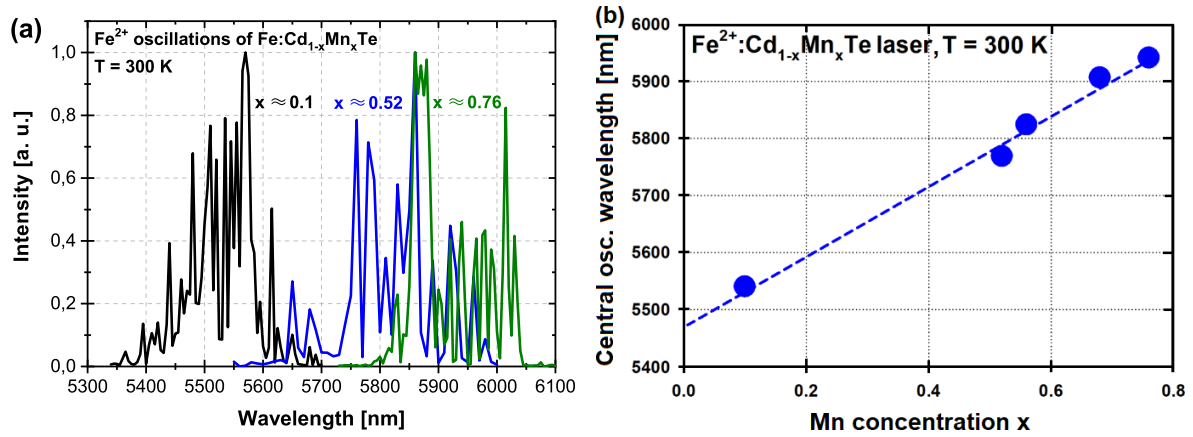 (a)
Fe2+ oscillations of Fe:Cd1-xMnxTe
T = 300 K
x ≈ 0.1
x ≈ 0.52
x ≈ 0.76
1,0
0,8
0,6
0,4
0,2
0,0
Intensity [a. u.]
5300 5400 5500 5600 5700 5800 5900 6000 6100
Wavelength [nm]
(b)
Fe2+:Cd1-xMnxTe laser, T = 300 K
6000
5900
5800
5700
5600
5500
5400
Central osc. wavelength [nm]
0.0 0.2 0.4 0.6 0.8
Mn concentration x